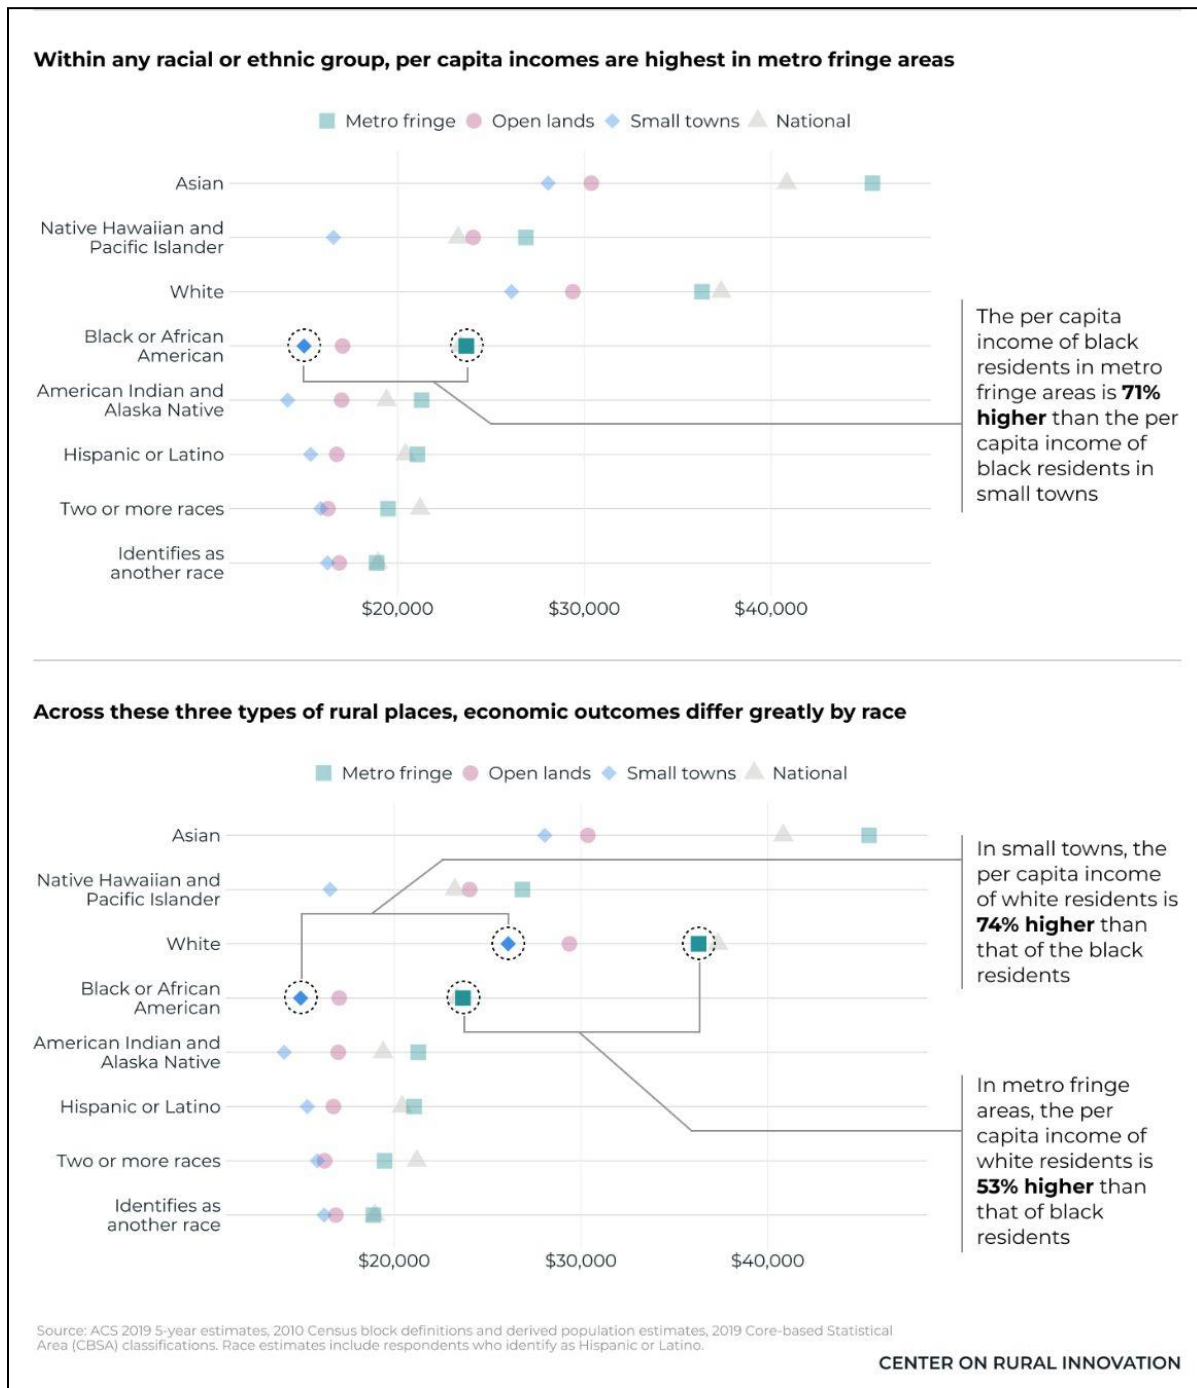 Within any racial or ethnic group, per capita incomes are highest in metro fringe areas
Metro fringe Open lands Small towns National
Asian
Native Hawaiian and
Pacific Islander
White
Black or African
American
American Indian and
Alaska Native
Hispanic or Latino
Two or more races
Identifies as
another race
$20,000 $30,000 $40,000
The per capita
income of black
residents in metro
fringe areas is 71%
higher than the per
capita income of
black residents in
small towns
Across these three types of rural places, economic outcomes differ greatly by race
Metro fringe Open lands Small towns National
Asian
Native Hawaiian and
Pacific Islander
White
Black or African
American
American Indian and
Alaska Native
Hispanic or Latino
Two or more races
Identifies as
another race
$20,000 $30,000 $40,000
In small towns, the
per capita income
of white residents is
74% higher than
that of the black
residents
In metro fringe
areas, the per
capita income of
white residents is
53% higher than
that of black
residents
Source: ACS 2019 5-year estimates, 2010 Census block definitions and derived population estimates, 2019 Core-based Statistical
Area (CBSA) classifications. Race estimates include respondents who identify as Hispanic or Latino.
CENTER ON RURAL INNOVATION